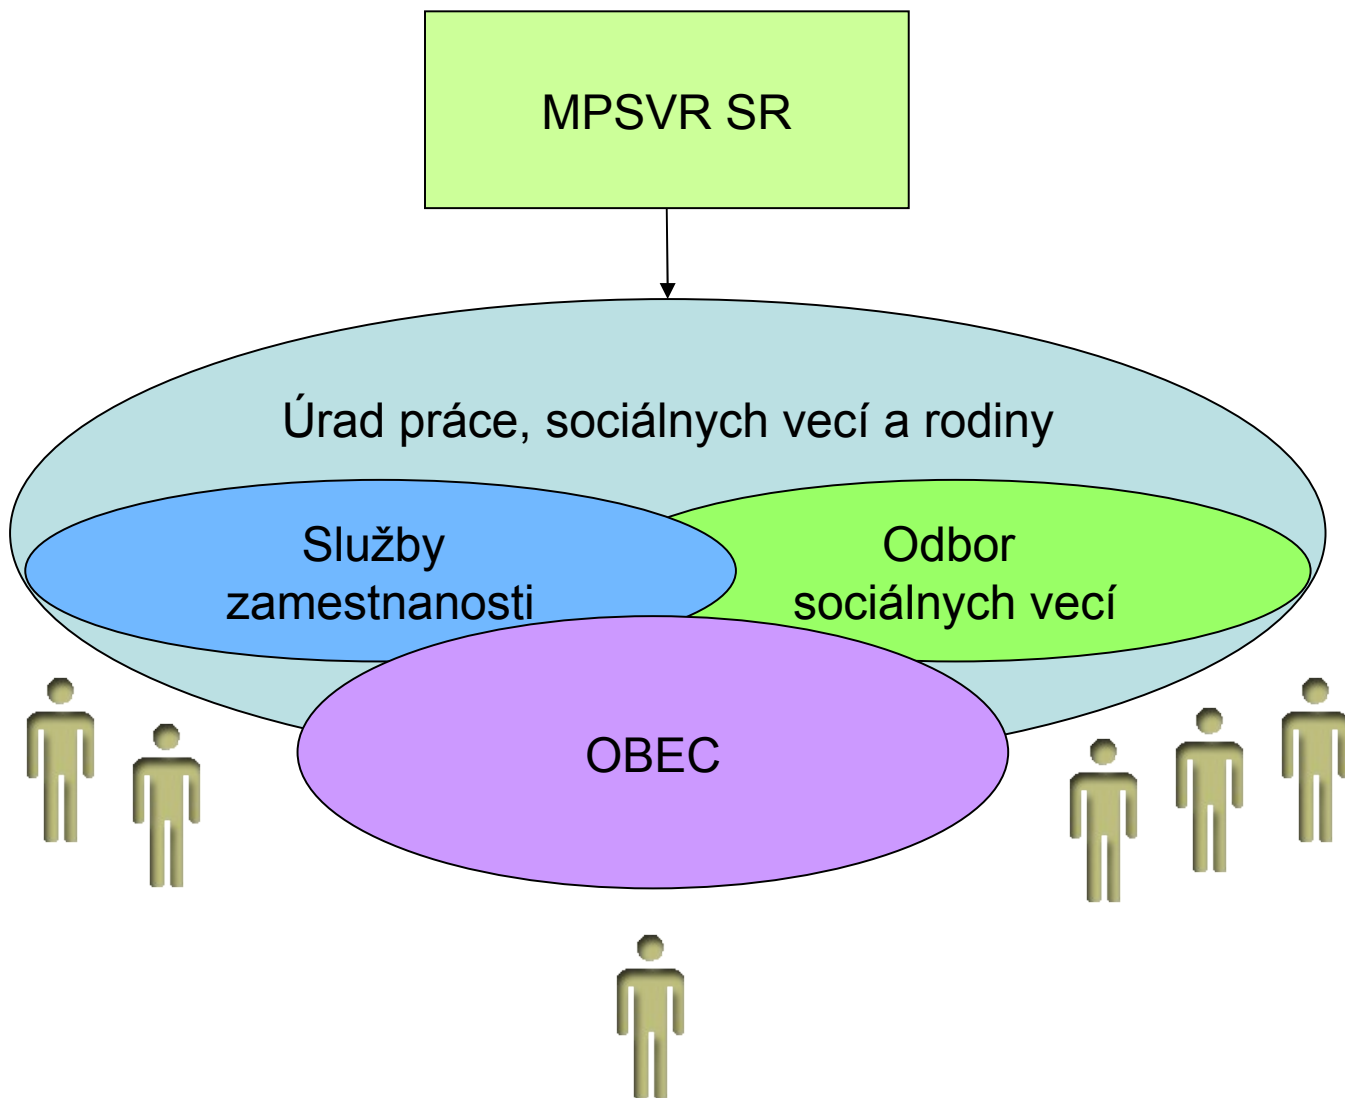 MPSVR SR
Úrad práce, sociálnych vecí a rodiny
Služby
zamestnanosti
Odbor
sociálnych vecí
OBEC